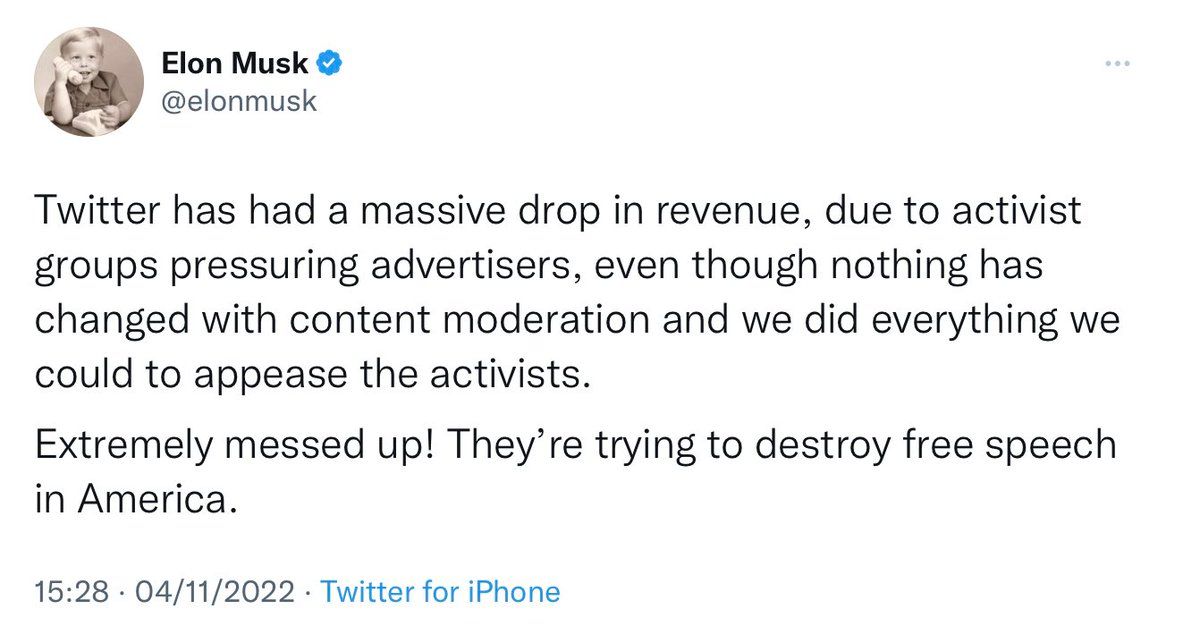 Elon Musk
@elonmusk
Twitter has had a massive drop in revenue, due to activist
groups pressuring advertisers, even though nothing has
changed with content moderation and we did everything we
could to appease the activists.
Extremely messed up! They’re trying to destroy free speech
in America.
15:28 · 04/11/2022 · Twitter for iPhone